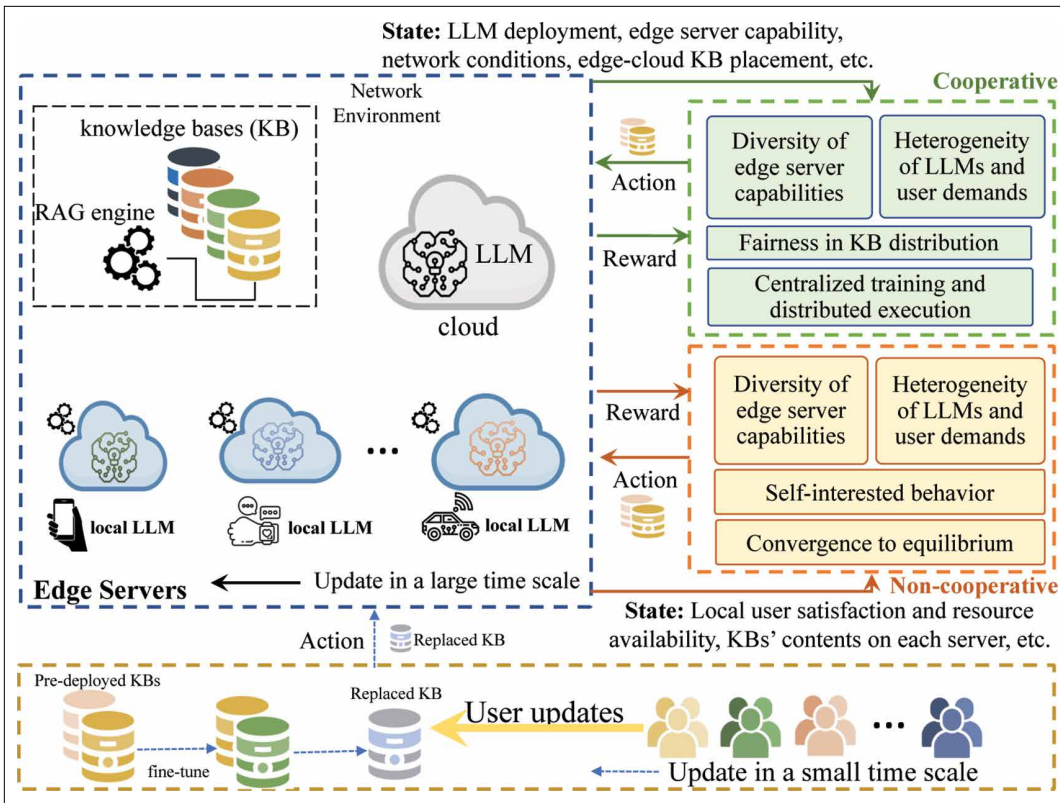 State: LLM deployment, edge server capability,
network conditions, edge-cloud KB placement, etc.
Network
Environment
knowledge bases (KB)
RAG engine
LLM
cloud
Cooperative
Diversity of
edge server
capabilities
Heterogeneity
of LLMs and
user demands
Action
Reward
Fairness in KB distribution
Centralized training and
distributed execution
Reward
Action
Diversity of
edge server
capabilities
Heterogeneity
of LLMs and
user demands
Self-interested behavior
Convergence to equilibrium
Non-cooperative
local LLM
local LLM
local LLM
...
Edge Servers
Update in a large time scale
State: Local user satisfaction and resource
availability, KBs' contents on each server, etc.
Action
Replaced KB
Pre-deployed KBs
fine-tune
Replaced KB
User updates
...
Update in a small time scale